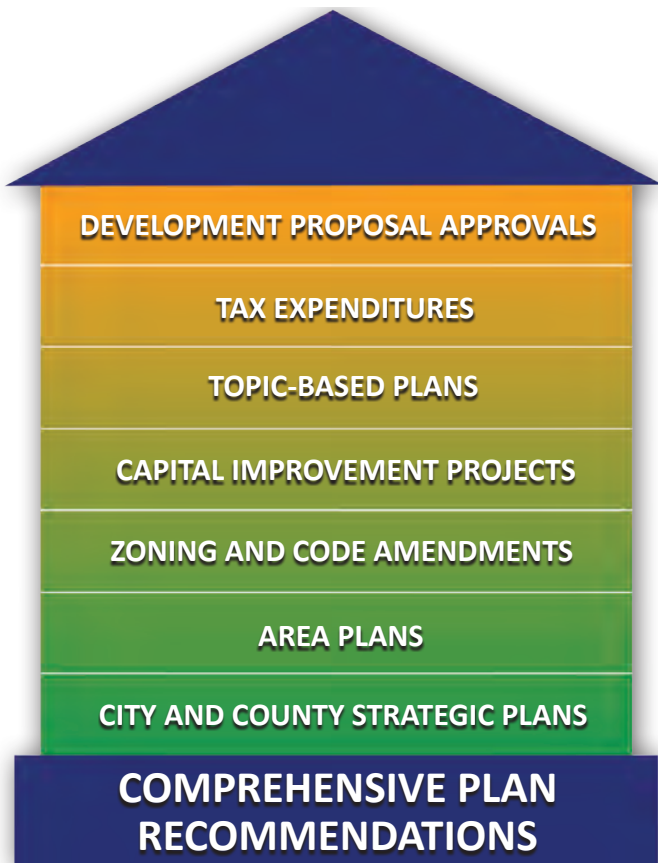 DEVELOPMENT PROPOSAL APPROVALS
TAX EXPENDITURES
TOPIC-BASED PLANS
CAPITAL IMPROVEMENT PROJECTS
ZONING AND CODE AMENDMENTS
AREA PLANS
CITY AND COUNTY STRATEGIC PLANS
COMPREHENSIVE PLAN
RECOMMENDATIONS